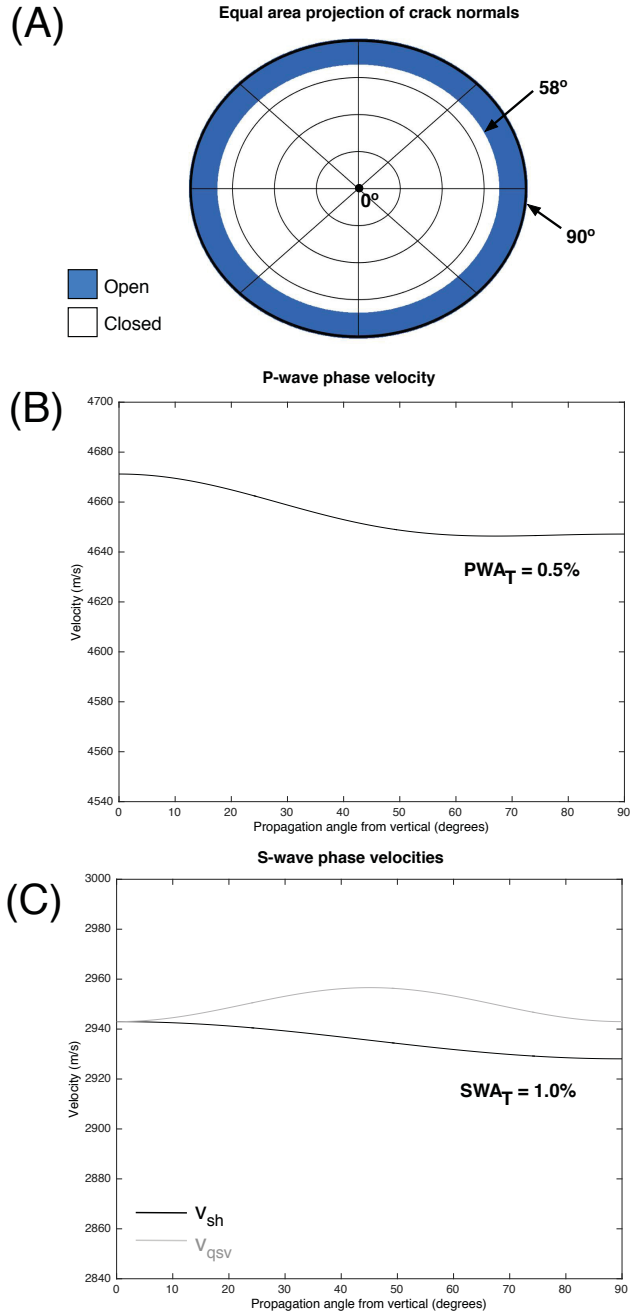 (A)
Equal area projection of crack normals
58°
0°
90°
Open
Closed
(B)
P-wave phase velocity
4700
4680
4660
4640
4620
4600
4580
4560
4540
Velocity (m/s)
PWA_T = 0.5%
0 10 20 30 40 50 60 70 80 90
Propagation angle from vertical (degrees)
(C)
S-wave phase velocities
3000
2980
2960
2940
2920
2900
2880
2860
2840
Velocity (m/s)
SWA_T = 1.0%
v_sh
v_qsv
0 10 20 30 40 50 60 70 80 90
Propagation angle from vertical (degrees)